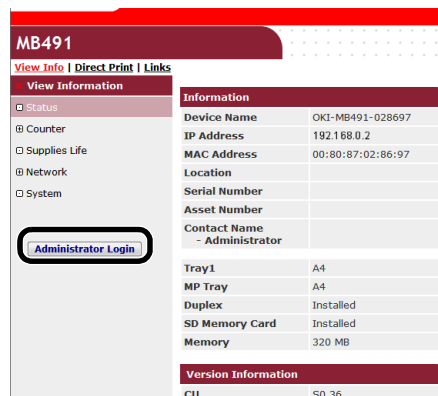 MB491
View Info | Direct Print | Links
View Information
Status
Counter
Supplies Life
Network
System
Administrator Login
Information
Device Name OKI-MB491-028697
IP Address 192.168.0.2
MAC Address 00:80:87:02:86:97
Location
Serial Number
Asset Number
Contact Name
- Administrator
Tray1 A4
MP Tray A4
Duplex Installed
SD Memory Card Installed
Memory 320 MB
Version Information
CU S0.36